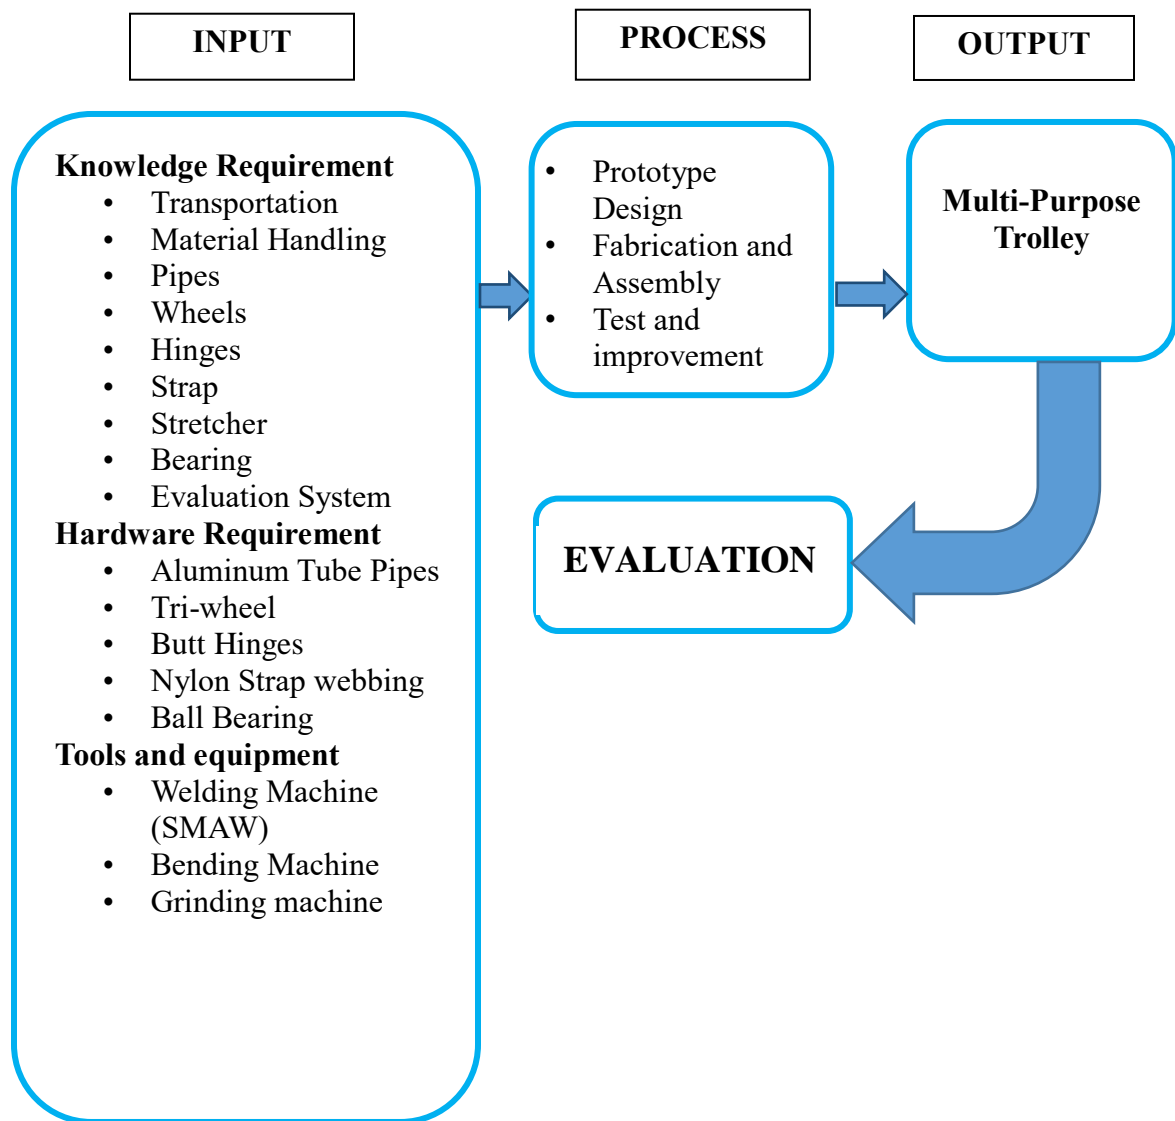 INPUT
PROCESS
OUTPUT
Knowledge Requirement
• Transportation
• Material Handling
• Pipes
• Wheels
• Hinges
• Strap
• Stretcher
• Bearing
• Evaluation System
Hardware Requirement
• Aluminum Tube Pipes
• Tri-wheel
• Butt Hinges
• Nylon Strap webbing
• Ball Bearing
Tools and equipment
• Welding Machine
(SMAW)
• Bending Machine
• Grinding machine
• Prototype
Design
• Fabrication and
Assembly
• Test and
improvement
Multi-Purpose
Trolley
EVALUATION